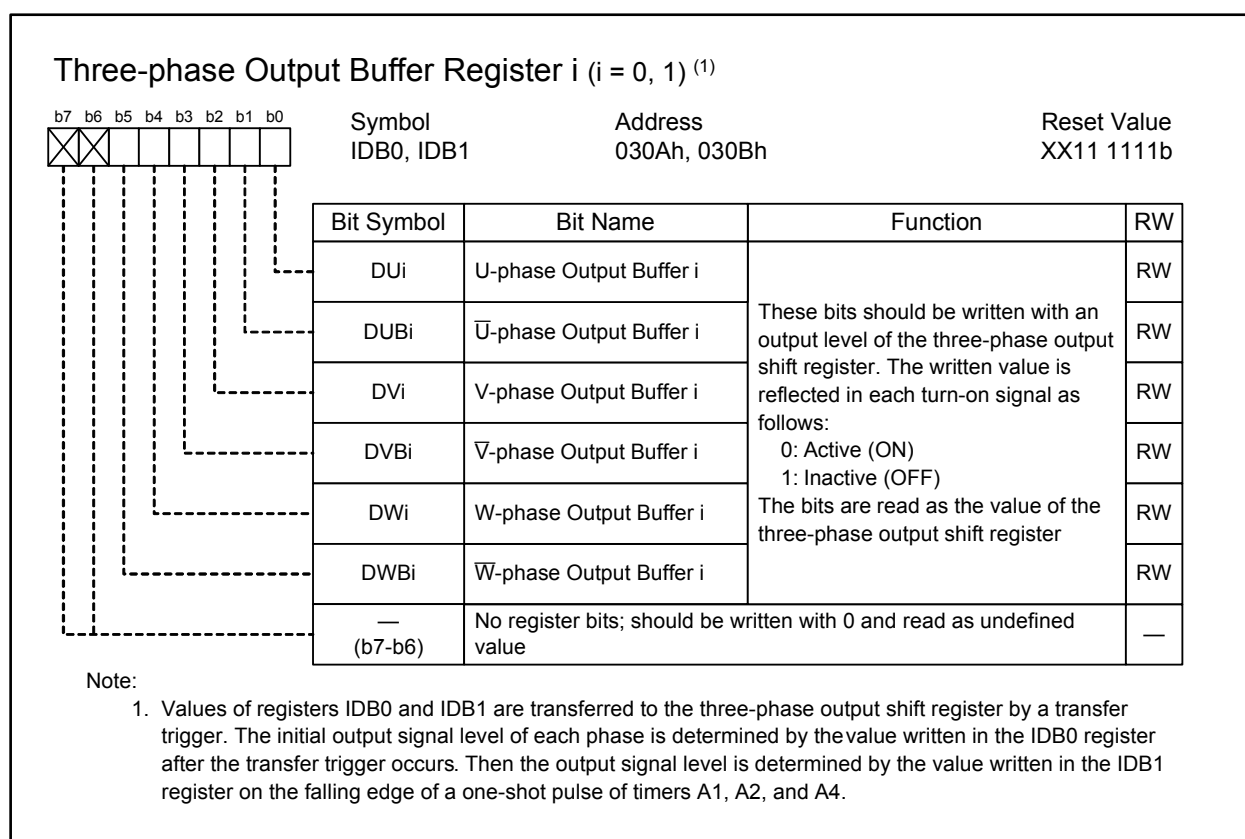 Three-phase Output Buffer Register i (i = 0, 1) (1)
b7 b6 b5 b4 b3 b2 b1 b0
Symbol Address Reset Value
IDB0, IDB1 030Ah, 030Bh XX11 1111b
Bit Symbol Bit Name Function RW
DUi U-phase Output Buffer i RW
DUBi U̅-phase Output Buffer i RW
DVi V-phase Output Buffer i RW
DVBi V̅-phase Output Buffer i RW
DWi W-phase Output Buffer i RW
DWBi W̅-phase Output Buffer i RW
These bits should be written with an
output level of the three-phase output
shift register. The written value is
reflected in each turn-on signal as
follows:
0: Active (ON)
1: Inactive (OFF)
The bits are read as the value of the
three-phase output shift register
—
(b7-b6)
No register bits; should be written with 0 and read as undefined
value
—
Note:
1. Values of registers IDB0 and IDB1 are transferred to the three-phase output shift register by a transfer
trigger. The initial output signal level of each phase is determined by thevalue written in the IDB0 register
after the transfer trigger occurs. Then the output signal level is determined by the value written in the IDB1
register on the falling edge of a one-shot pulse of timers A1, A2, and A4.